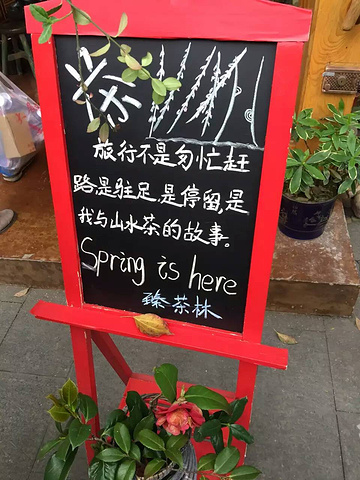 茶
旅行不是匆忙赶
路,是驻足,是停留,是
我与山水茶的故事。
Spring is here
臻茶林